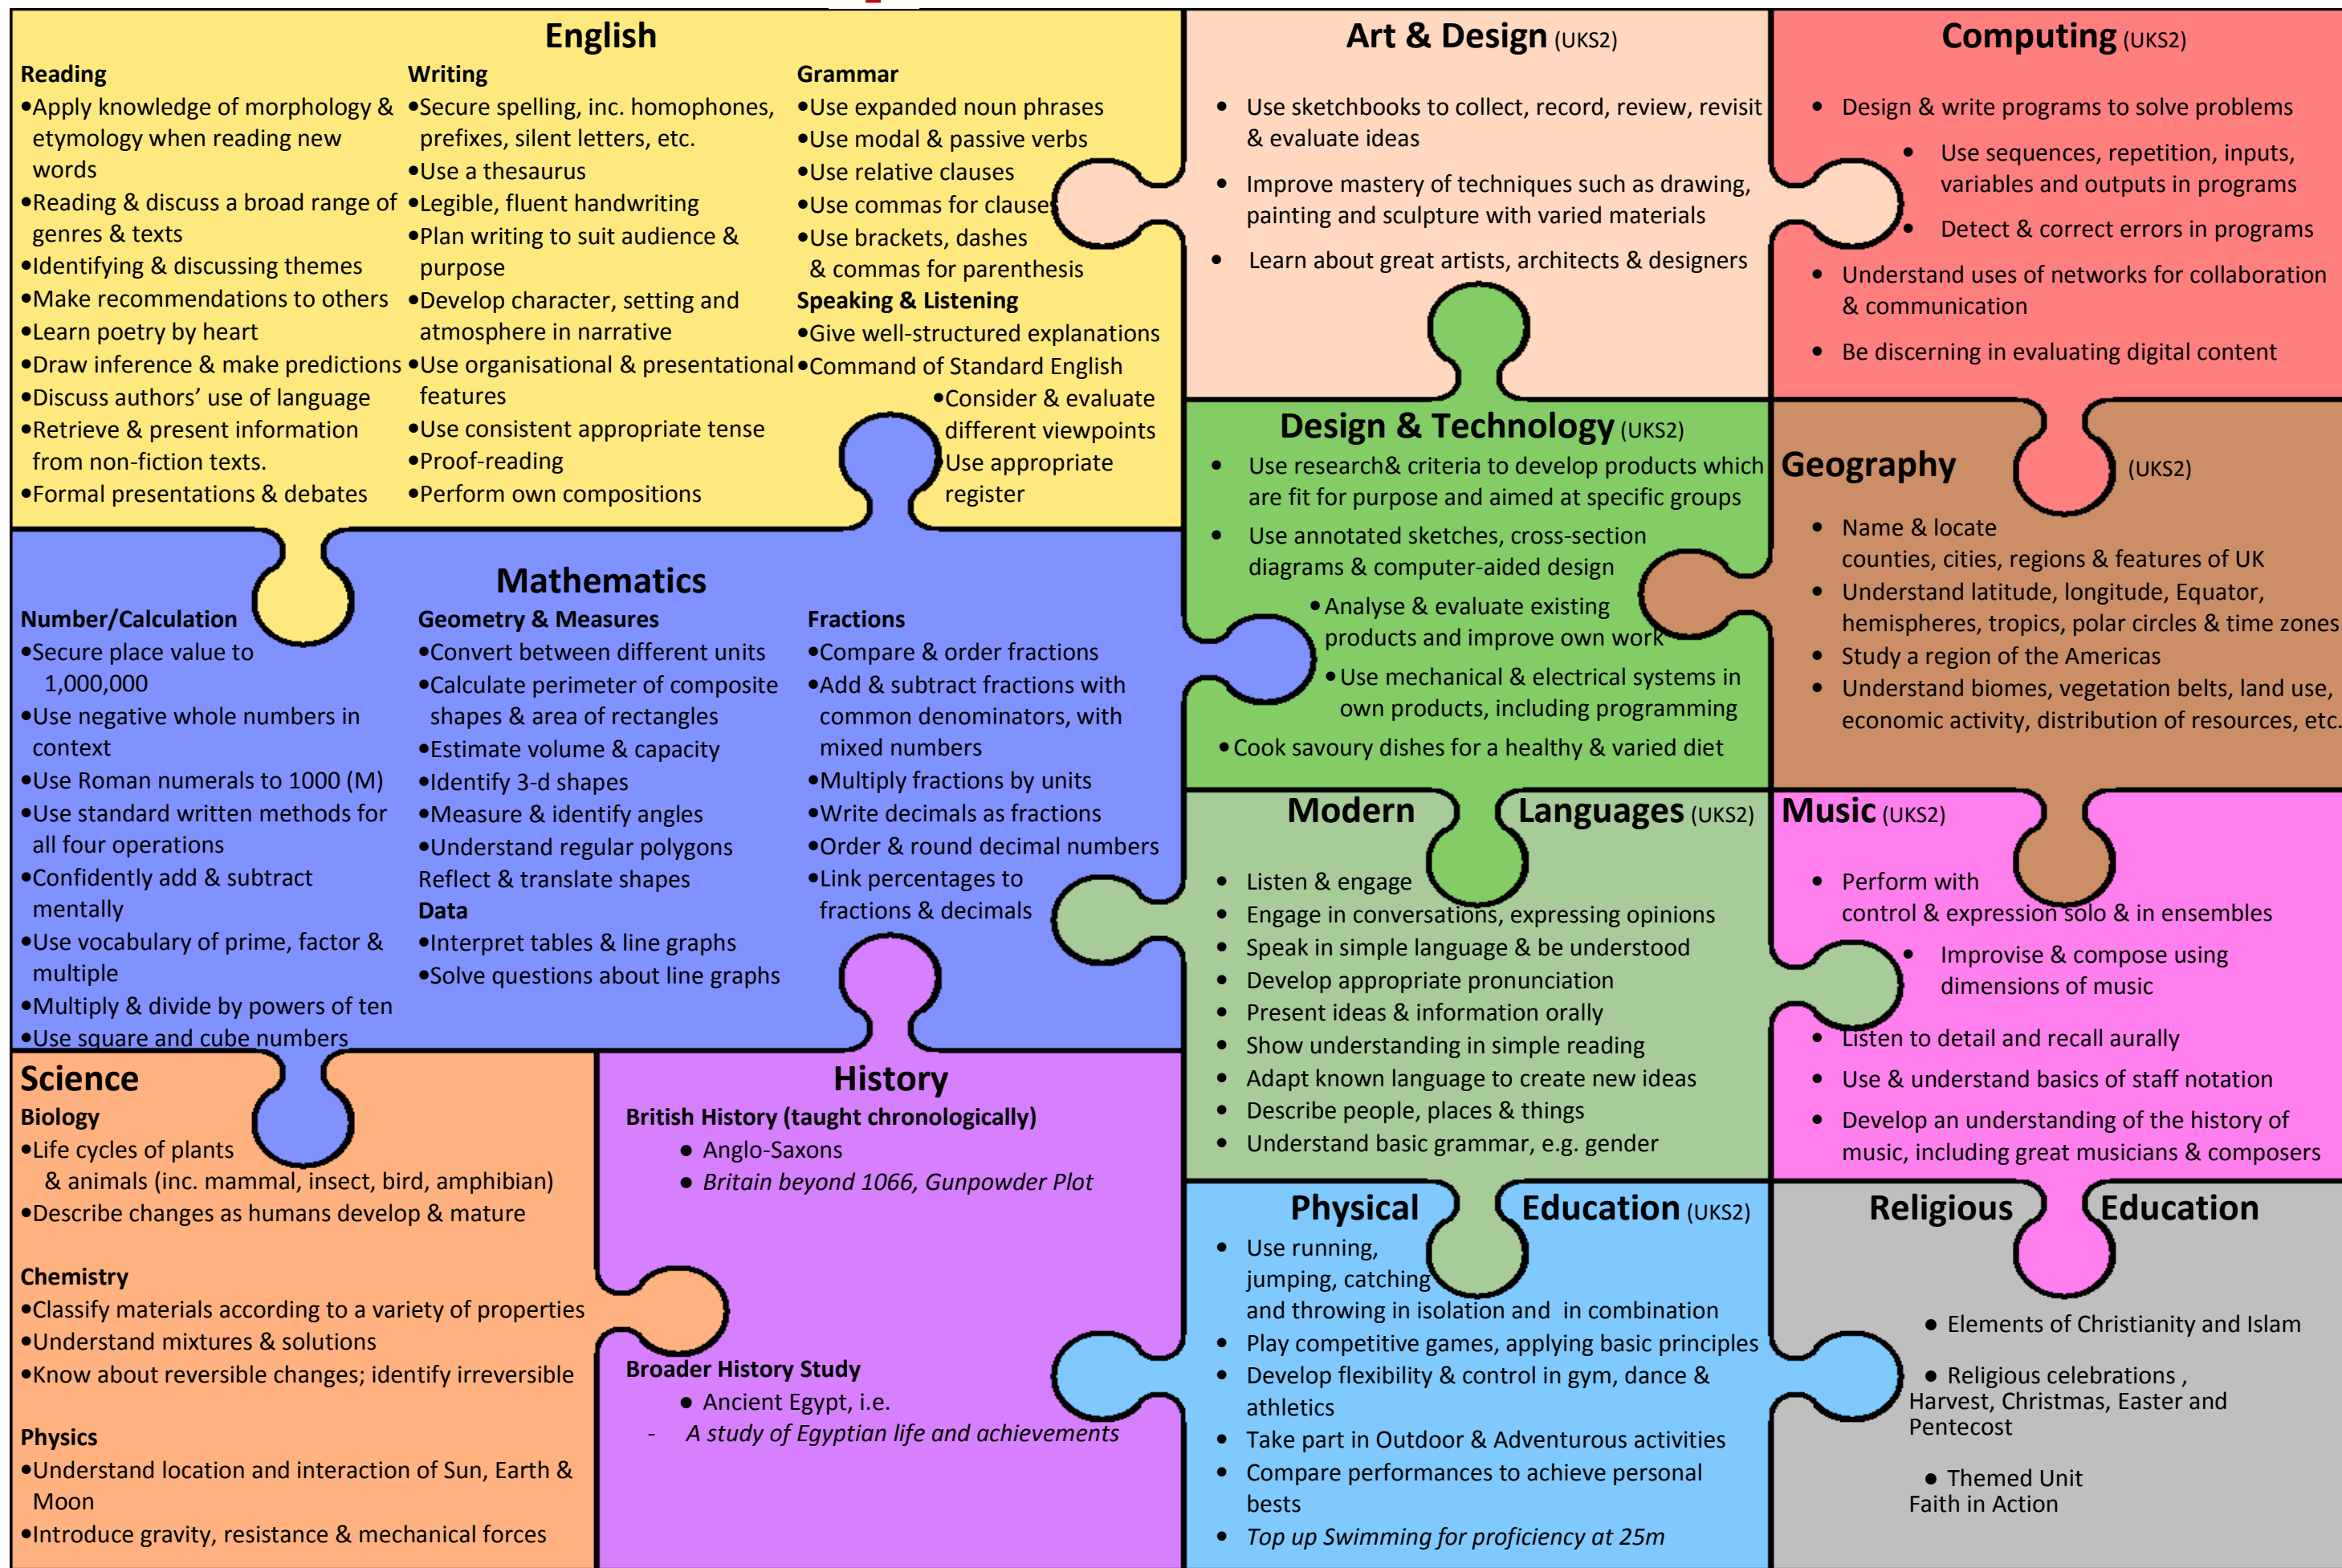 English
Reading
•Apply knowledge of morphology &
etymology when reading new
words
•Reading & discuss a broad range of
genres & texts
•Identifying & discussing themes
•Make recommendations to others
•Learn poetry by heart
•Draw inference & make predictions
•Discuss authors’ use of language
•Retrieve & present information
from non-fiction texts.
•Formal presentations & debates
Writing
•Secure spelling, inc. homophones,
prefixes, silent letters, etc.
•Use a thesaurus
•Legible, fluent handwriting
•Plan writing to suit audience &
purpose
•Develop character, setting and
atmosphere in narrative
•Use organisational & presentational
features
•Use consistent appropriate tense
•Proof-reading
•Perform own compositions
Grammar
•Use expanded noun phrases
•Use modal & passive verbs
•Use relative clauses
•Use commas for clauses
•Use brackets, dashes
& commas for parenthesis
Speaking & Listening
•Give well-structured explanations
•Command of Standard English
•Consider & evaluate
different viewpoints
Use appropriate
register
Art & Design (UKS2)
• Use sketchbooks to collect, record, review, revisit
& evaluate ideas
• Improve mastery of techniques such as drawing,
painting and sculpture with varied materials
• Learn about great artists, architects & designers
Computing (UKS2)
• Design & write programs to solve problems
• Use sequences, repetition, inputs,
variables and outputs in programs
• Detect & correct errors in programs
• Understand uses of networks for collaboration
& communication
• Be discerning in evaluating digital content
Mathematics
Number/Calculation
•Secure place value to
1,000,000
•Use negative whole numbers in
context
•Use Roman numerals to 1000 (M)
•Use standard written methods for
all four operations
•Confidently add & subtract
mentally
•Use vocabulary of prime, factor &
multiple
•Multiply & divide by powers of ten
•Use square and cube numbers
Geometry & Measures
•Convert between different units
•Calculate perimeter of composite
shapes & area of rectangles
•Estimate volume & capacity
•Identify 3-d shapes
•Measure & identify angles
•Understand regular polygons
Reflect & translate shapes
Data
•Interpret tables & line graphs
•Solve questions about line graphs
Fractions
•Compare & order fractions
•Add & subtract fractions with
common denominators, with
mixed numbers
•Multiply fractions by units
•Write decimals as fractions
•Order & round decimal numbers
•Link percentages to
fractions & decimals
Design & Technology (UKS2)
• Use research& criteria to develop products which
are fit for purpose and aimed at specific groups
• Use annotated sketches, cross-section
diagrams & computer-aided design
•Analyse & evaluate existing
products and improve own work
•Use mechanical & electrical systems in
own products, including programming
•Cook savoury dishes for a healthy & varied diet
Geography (UKS2)
• Name & locate
counties, cities, regions & features of UK
• Understand latitude, longitude, Equator,
hemispheres, tropics, polar circles & time zones
• Study a region of the Americas
• Understand biomes, vegetation belts, land use,
economic activity, distribution of resources, etc.
Modern Languages (UKS2)
• Listen & engage
• Engage in conversations, expressing opinions
• Speak in simple language & be understood
• Develop appropriate pronunciation
• Present ideas & information orally
• Show understanding in simple reading
• Adapt known language to create new ideas
• Describe people, places & things
• Understand basic grammar, e.g. gender
Music (UKS2)
• Perform with
control & expression solo & in ensembles
• Improvise & compose using
dimensions of music
• Listen to detail and recall aurally
• Use & understand basics of staff notation
• Develop an understanding of the history of
music, including great musicians & composers
Science
Biology
•Life cycles of plants
& animals (inc. mammal, insect, bird, amphibian)
•Describe changes as humans develop & mature
Chemistry
•Classify materials according to a variety of properties
•Understand mixtures & solutions
•Know about reversible changes; identify irreversible
Physics
•Understand location and interaction of Sun, Earth &
Moon
•Introduce gravity, resistance & mechanical forces
History
British History (taught chronologically)
• Anglo-Saxons
• Britain beyond 1066, Gunpowder Plot
Broader History Study
• Ancient Egypt, i.e.
- A study of Egyptian life and achievements
Physical Education (UKS2)
• Use running,
jumping, catching
and throwing in isolation and in combination
• Play competitive games, applying basic principles
• Develop flexibility & control in gym, dance &
athletics
• Take part in Outdoor & Adventurous activities
• Compare performances to achieve personal
bests
• Top up Swimming for proficiency at 25m
Religious Education
• Elements of Christianity and Islam
• Religious celebrations ,
Harvest, Christmas, Easter and
Pentecost
• Themed Unit
Faith in Action